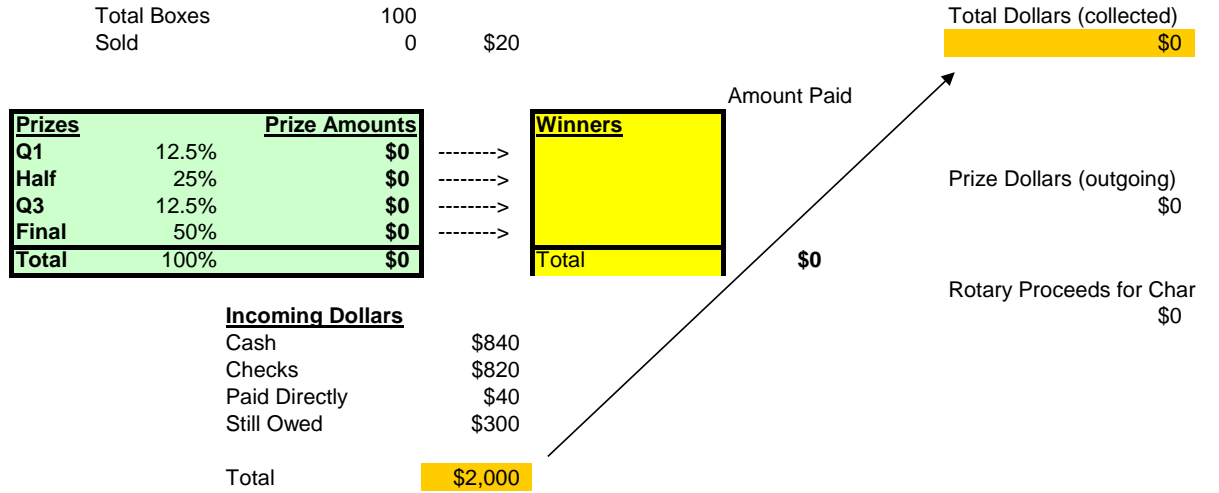 Total Boxes 100 Total Dollars (collected)
Sold 0 $20 $0
Amount Paid
Prizes Prize Amounts Winners
Q1 12.5% $0 -------->
Half 25% $0 --------> Prize Dollars (outgoing)
Q3 12.5% $0 --------> $0
Final 50% $0 -------->
Total 100% $0 Total $0
Rotary Proceeds for Char
Incoming Dollars $0
Cash $840
Checks $820
Paid Directly $40
Still Owed $300
Total $2,000